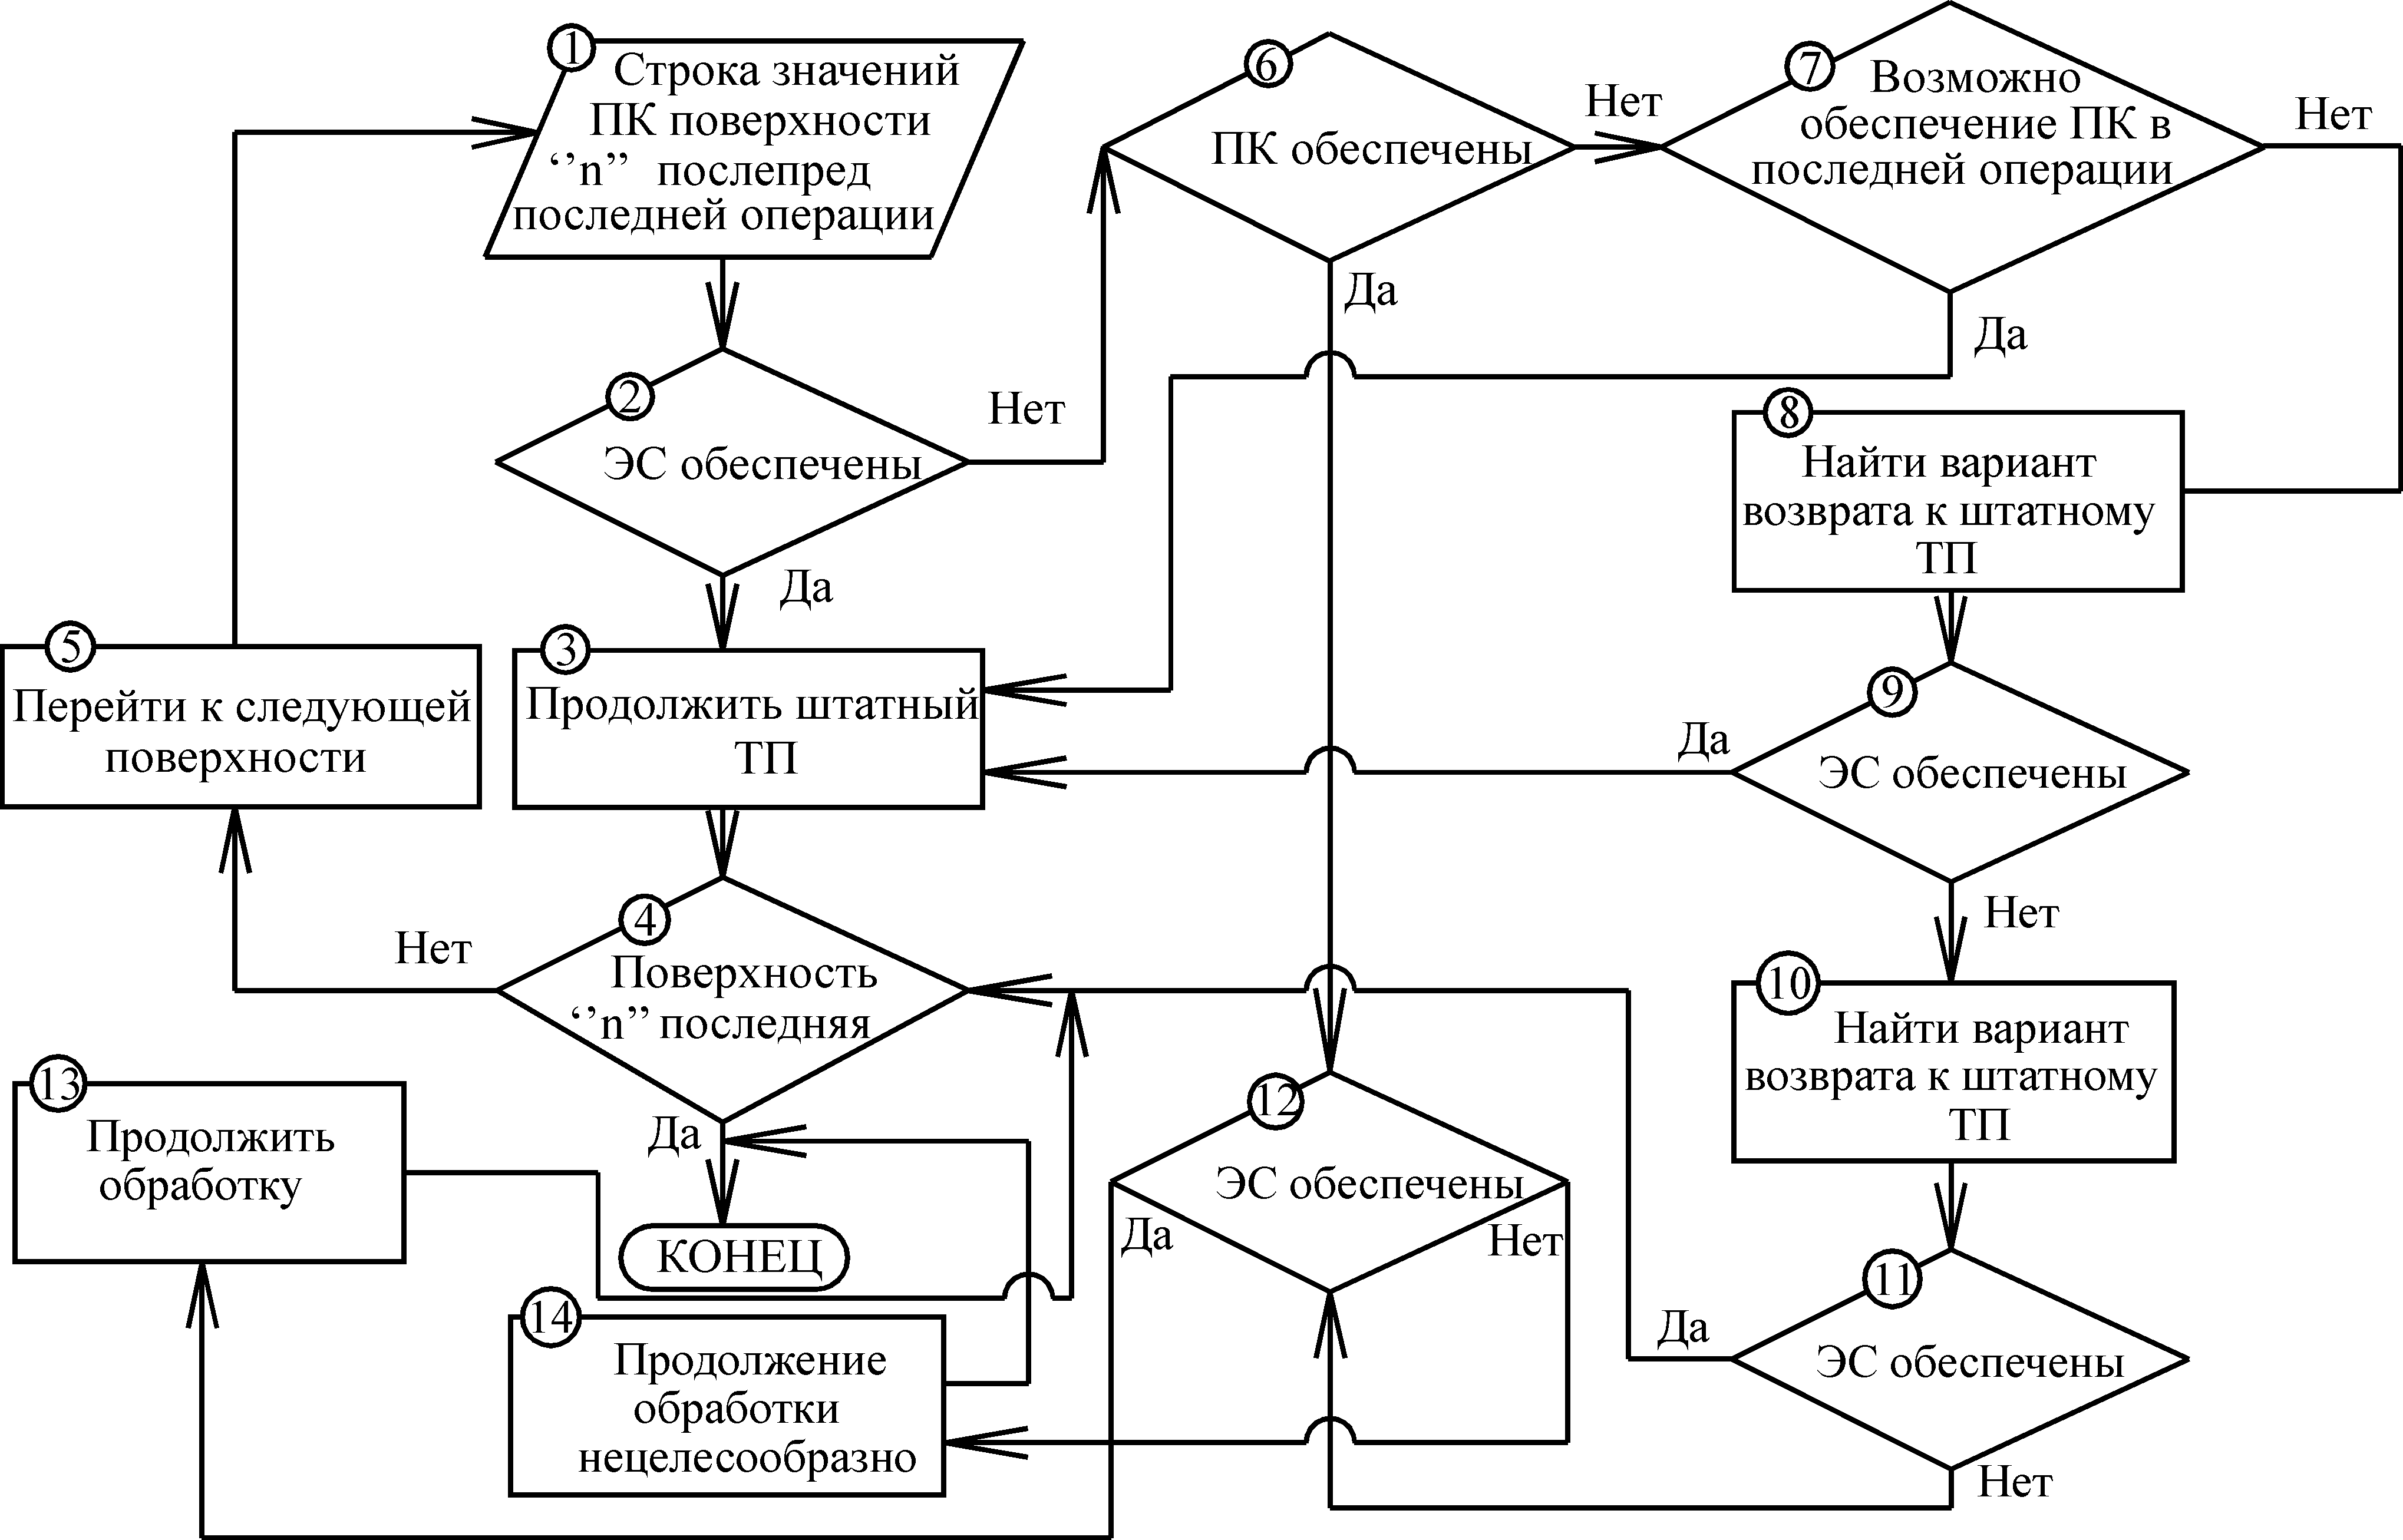 1
Строка значений
ПК поверхности
‘’n’’ послепред
последней операции
2
ЭС обеспечены
Нет
Да
3
Продолжить штатный
ТП
4
Поверхность
‘’n’’ последняя
Нет
Да
КОНЕЦ
5
Перейти к следующей
поверхности
6
ПК обеспечены
Нет
Да
7
Возможно
обеспечение ПК в
последней операции
Нет
Да
8
Найти вариант
возврата к штатному
ТП
9
ЭС обеспечены
Да
Нет
10
Найти вариант
возврата к штатному
ТП
11
ЭС обеспечены
Да
Нет
12
ЭС обеспечены
Да
Нет
13
Продолжить
обработку
14
Продолжение
обработки
нецелесообразно